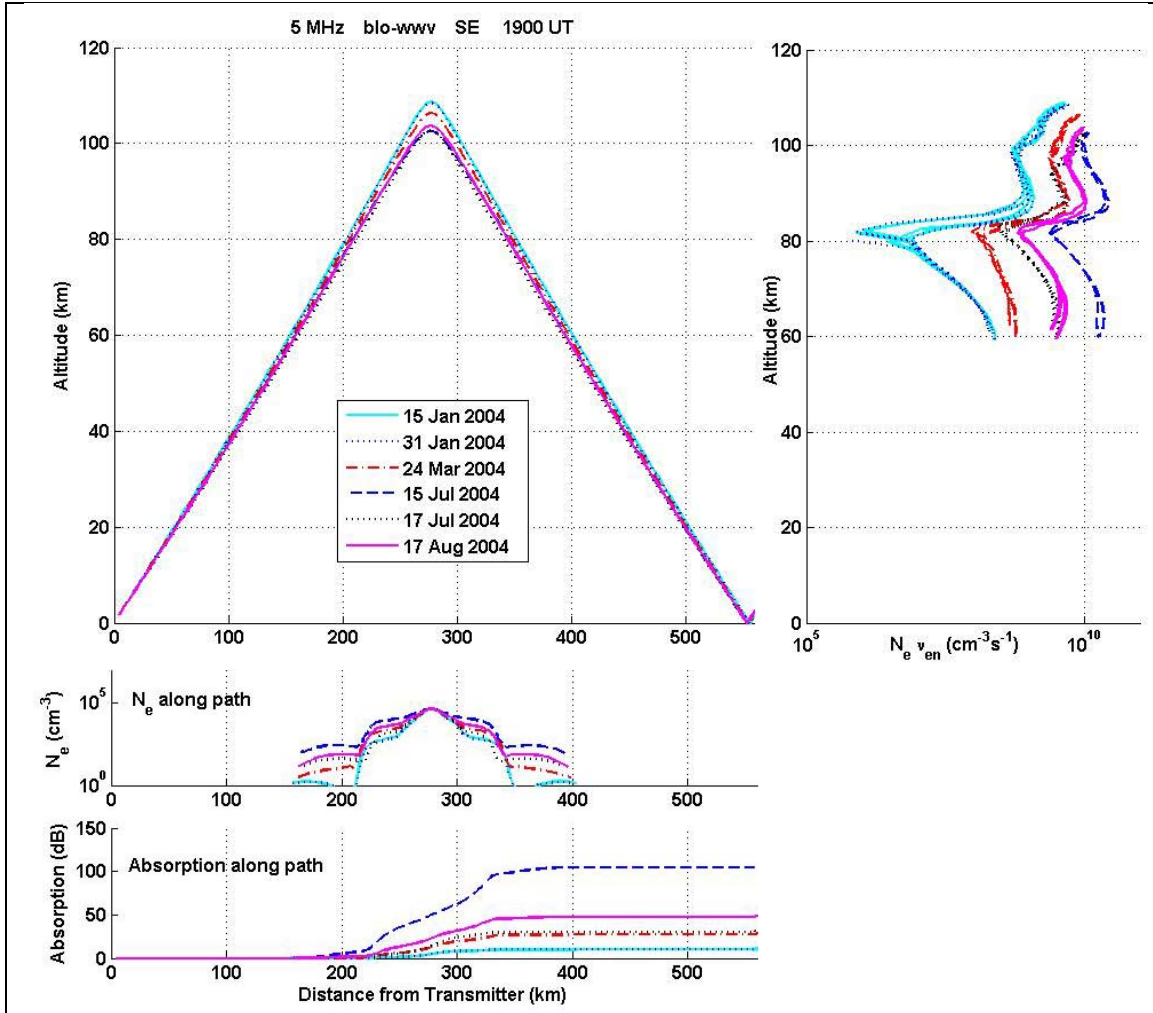 5 MHz blo-wwv SE 1900 UT
120
100
80
60
40
20
0
Altitude (km)
0 100 200 300 400 500
15 Jan 2004
31 Jan 2004
24 Mar 2004
15 Jul 2004
17 Jul 2004
17 Aug 2004
120
100
80
60
40
20
0
Altitude (km)
10^5 10^10
N_e ν_en (cm^-3 s^-1)
N_e along path
10^5
10^0
N_e (cm^-3)
0 100 200 300 400 500
Absorption along path
150
100
50
0
Absorption (dB)
0 100 200 300 400 500
Distance from Transmitter (km)